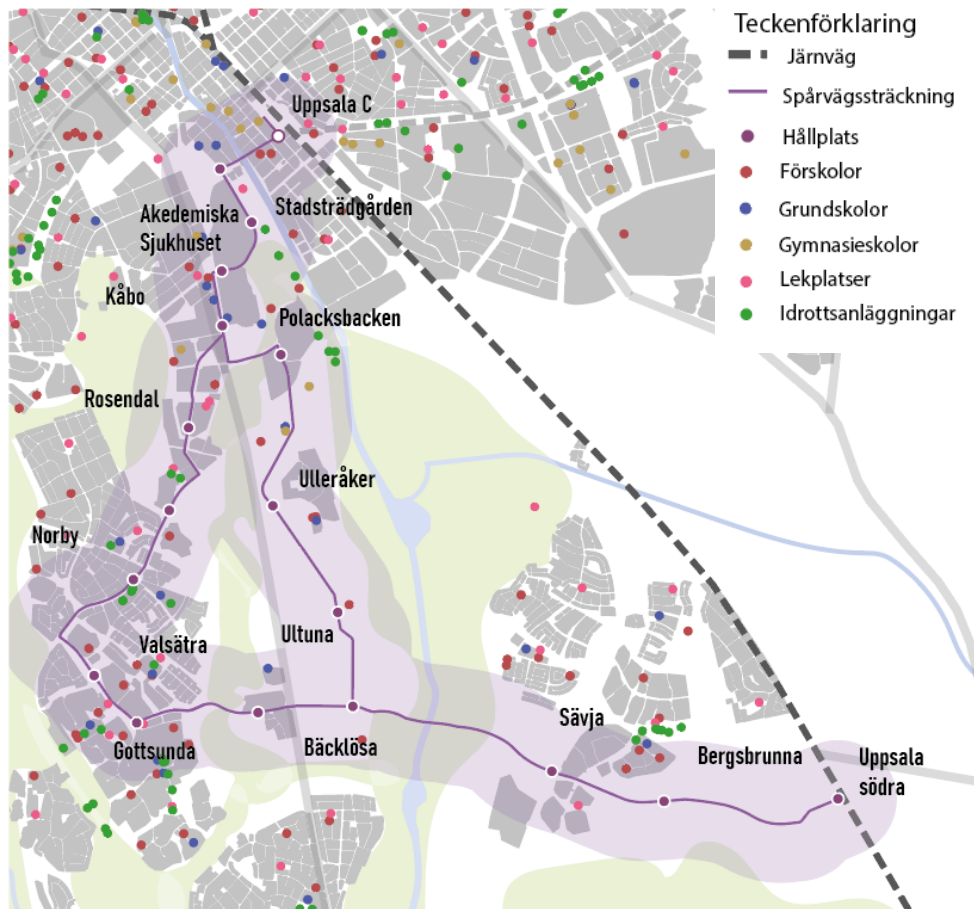 Teckenförklaring
Järnväg
Spårvägssträckning
Hållplats
Förskolor
Grundskolor
Gymnasieskolor
Lekplatser
Idrottsanläggningar
Uppsala C
Stadsträdgården
Akedemiska
Sjukhuset
Kåbo
Polacksbacken
Rosendal
Ulleråker
Norby
Ultuna
Valsätra
Gottsunda
Bäcklösa
Sävja
Bergsbrunna
Uppsala
södra